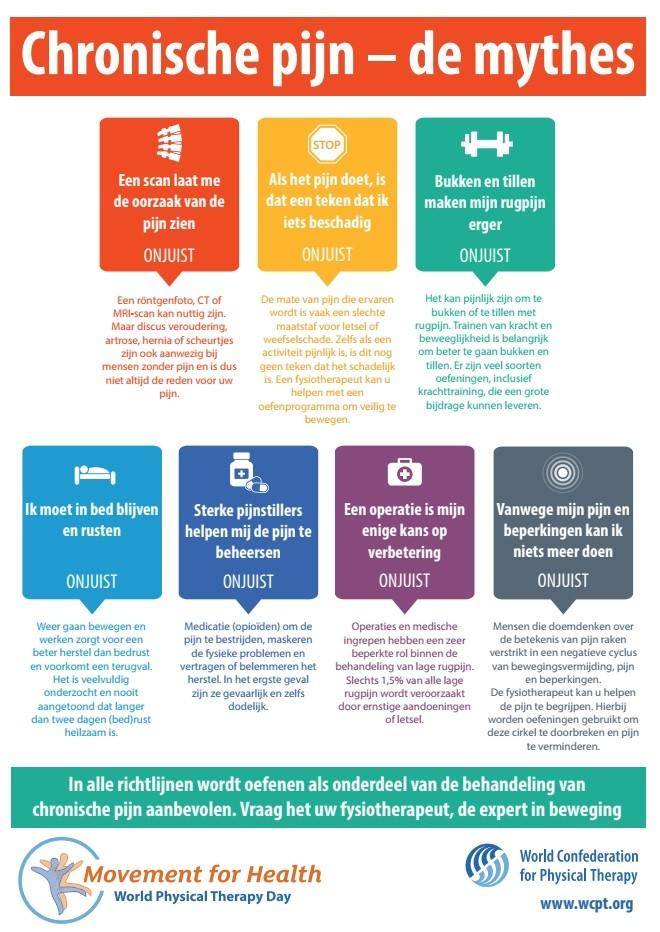 Chronische pijn – de mythes
Een scan laat me
de oorzaak van de
pijn zien
ONJUIST
Een röntgenfoto, CT of
MRI-scan kan nuttig zijn.
Maar discus veroudering,
artrose, hernia of scheurtjes
zijn ook aanwezig bij
mensen zonder pijn en is dus
niet altijd de reden voor uw
pijn.
STOP
Als het pijn doet, is
dat een teken dat ik
iets beschadig
ONJUIST
De mate van pijn die ervaren
wordt is vaak een slechte
maatstaf voor letsel of
weefselschade. Zelfs als een
activiteit pijnlijk is, is dit nog
geen teken dat het schadelijk
is. Een fysiotherapeut kan u
helpen met een
oefenprogramma om veilig te
bewegen.
Bukken en tillen
maken mijn rugpijn
erger
ONJUIST
Het kan pijnlijk zijn om te
bukken of te tillen met
rugpijn. Trainen van kracht en
beweeglijkheid is belangrijk
om beter te gaan bukken en
tillen. Er zijn veel soorten
oefeningen, inclusief
krachttraining, die een grote
bijdrage kunnen leveren.
Ik moet in bed blijven
en rusten
ONJUIST
Weer gaan bewegen en
werken zorgt voor een
beter herstel dan bedrust
en voorkomt een terugval.
Het is veelvuldig
onderzocht en nooit
aangetoond dat langer
dan twee dagen (bed)rust
heilzaam is.
Sterke pijnstillers
helpen mij de pijn te
beheersen
ONJUIST
Medicatie (opioïden) om de
pijn te bestrijden, maskeren
de fysieke problemen en
vertragen of belemmeren het
herstel. In het ergste geval
zijn ze gevaarlijk en zelfs
dodelijk.
Een operatie is mijn
enige kans op
verbetering
ONJUIST
Operaties en medische
ingrepen hebben een zeer
beperkte rol binnen de
behandeling van lage rugpijn.
Slechts 1,5% van alle lage
rugpijn wordt veroorzaakt
door ernstige aandoeningen
of letsel.
Vanwege mijn pijn en
beperkingen kan ik
niets meer doen
ONJUIST
Mensen die doemdenken over
de betekenis van pijn raken
verstrikt in een negatieve cyclus
van bewegingsvermijding, pijn
en beperkingen.
De fysiotherapeut kan u helpen
de pijn te begrijpen. Hierbij
worden oefeningen gebruikt om
deze cirkel te doorbreken en pijn
te verminderen.
In alle richtlijnen wordt oefenen als onderdeel van de behandeling van
chronische pijn aanbevolen. Vraag het uw fysiotherapeut, de expert in beweging
Movement for Health
World Physical Therapy Day
World Confederation
for Physical Therapy
www.wcpt.org